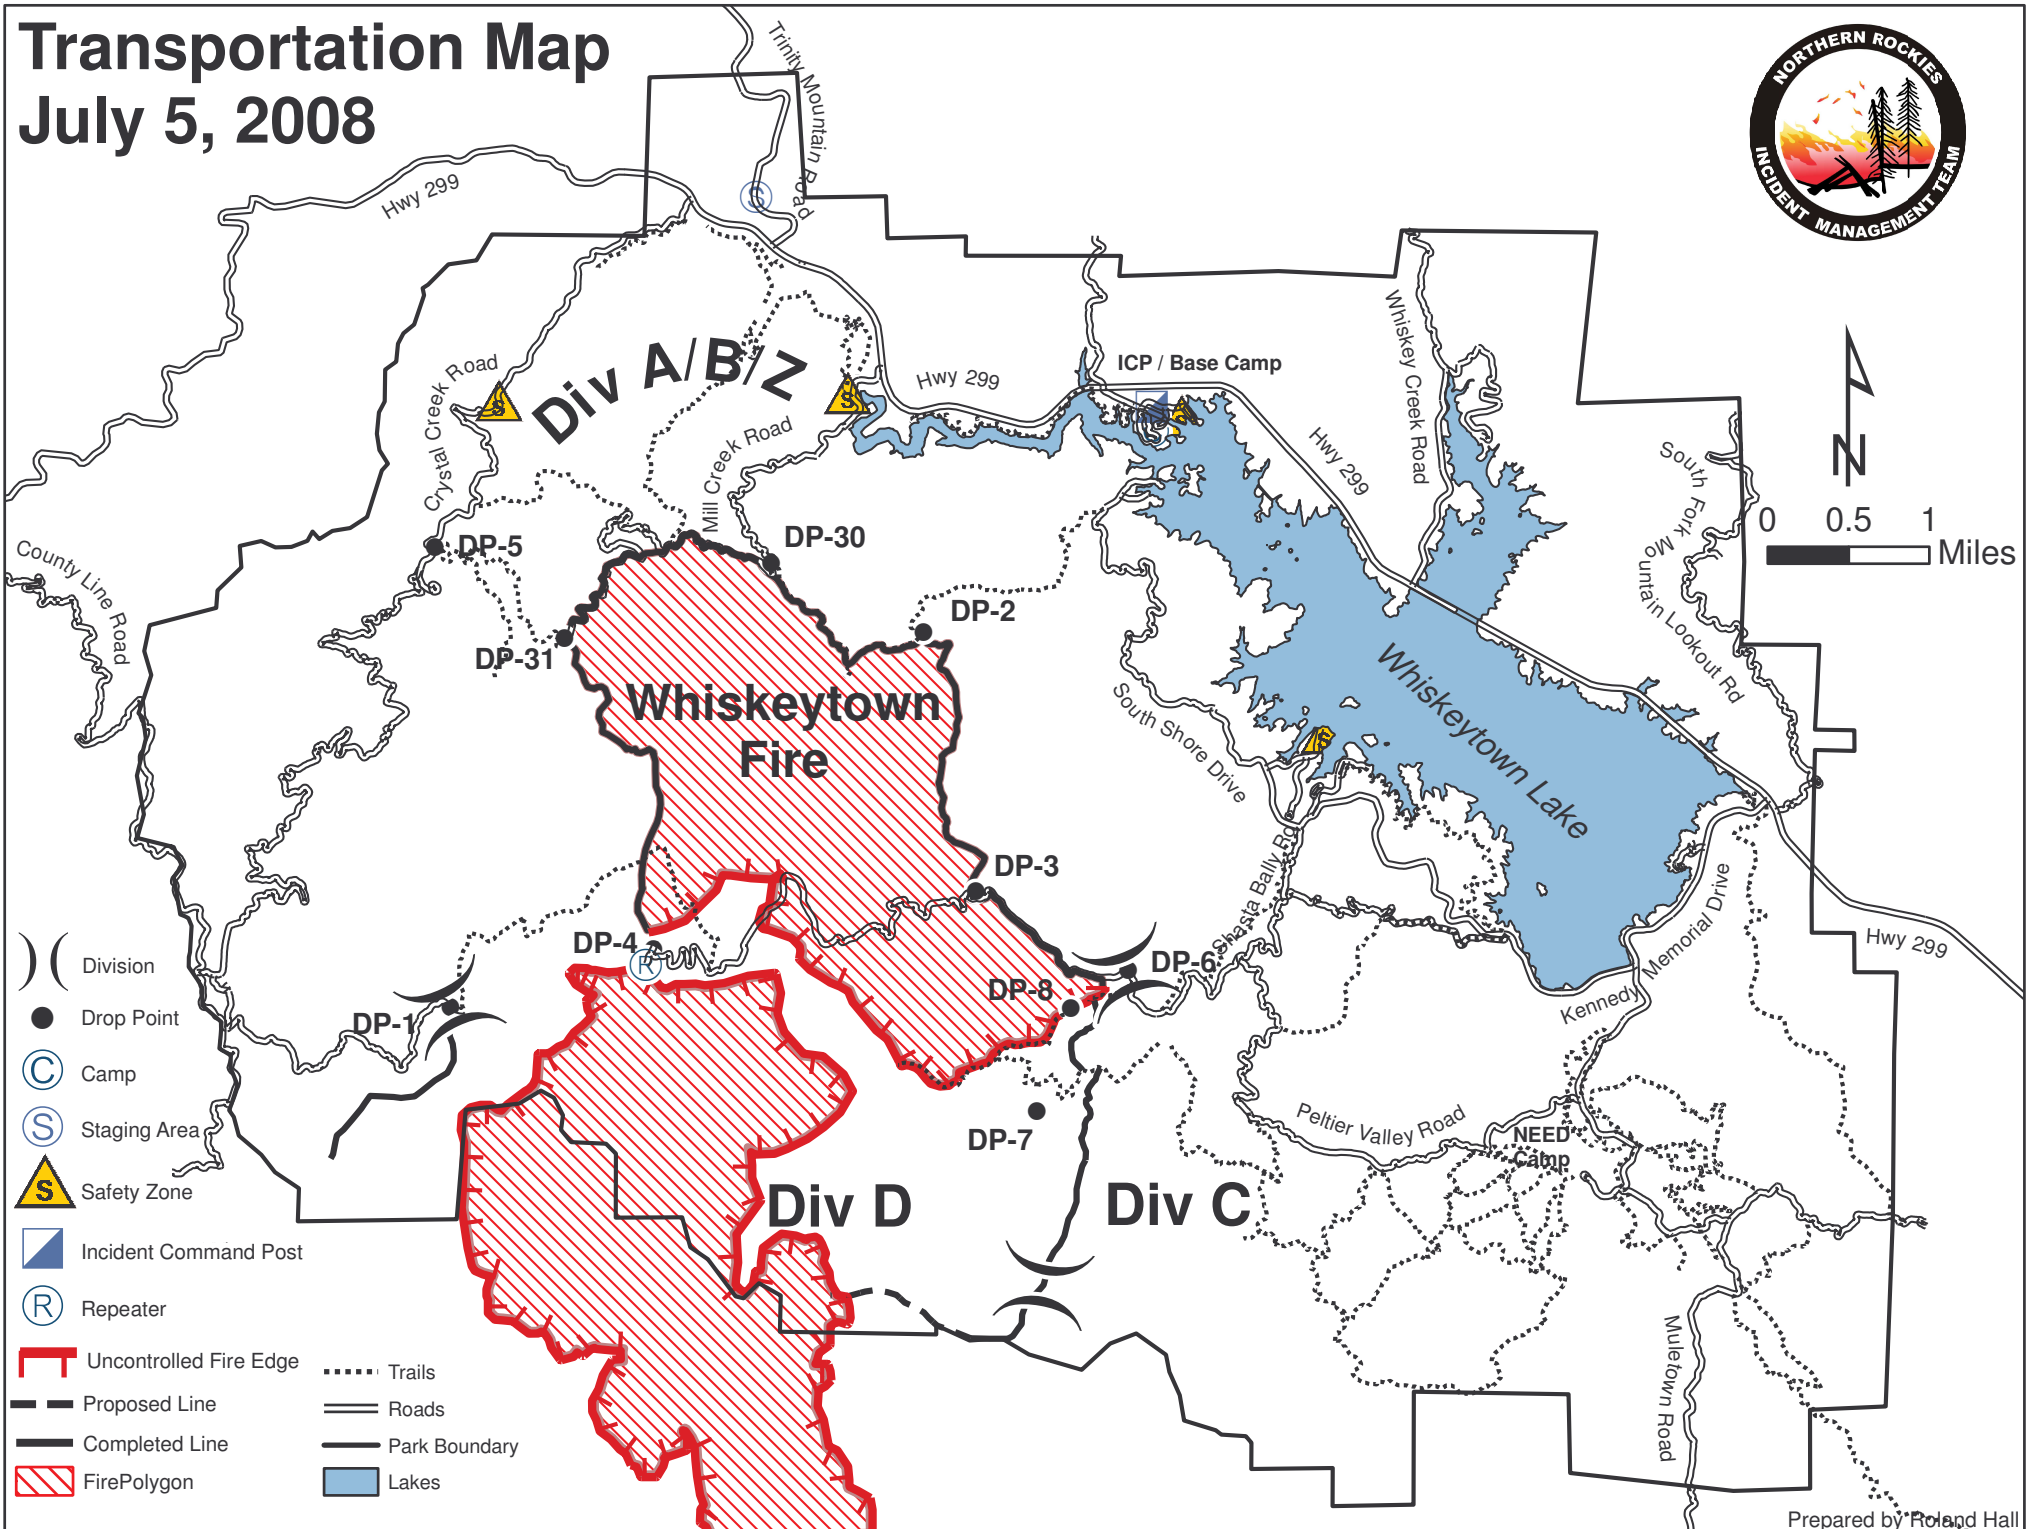 Transportation Map
July 5, 2008
NORTHERN ROCKIES
INCIDENT MANAGEMENT TEAM
Trinity Mountain Road
Hwy 299
S
Crystal Creek Road
S
Div A/B/Z
S
Hwy 299
ICP / Base Camp
Whiskey Creek Road
Hwy 299
Mill Creek Road
South Fork Mountain Lookout Rd
N
0 0.5 1
Miles
County Line Road
DP-5
DP-30
DP-2
DP-31
Whiskeytown
Fire
South Shore Drive
S
Whiskeytown Lake
DP-3
Shasta Bally Rd
Kennedy Memorial Drive
Hwy 299
DP-4
R
DP-6
DP-8
DP-1
DP-7
Peltier Valley Road
NEED
Camp
Div D
Div C
Muletown Road
Division
Drop Point
C Camp
S Staging Area
S Safety Zone
Incident Command Post
R Repeater
Uncontrolled Fire Edge
Proposed Line
Completed Line
FirePolygon
Trails
Roads
Park Boundary
Lakes
Prepared by Roland Hall